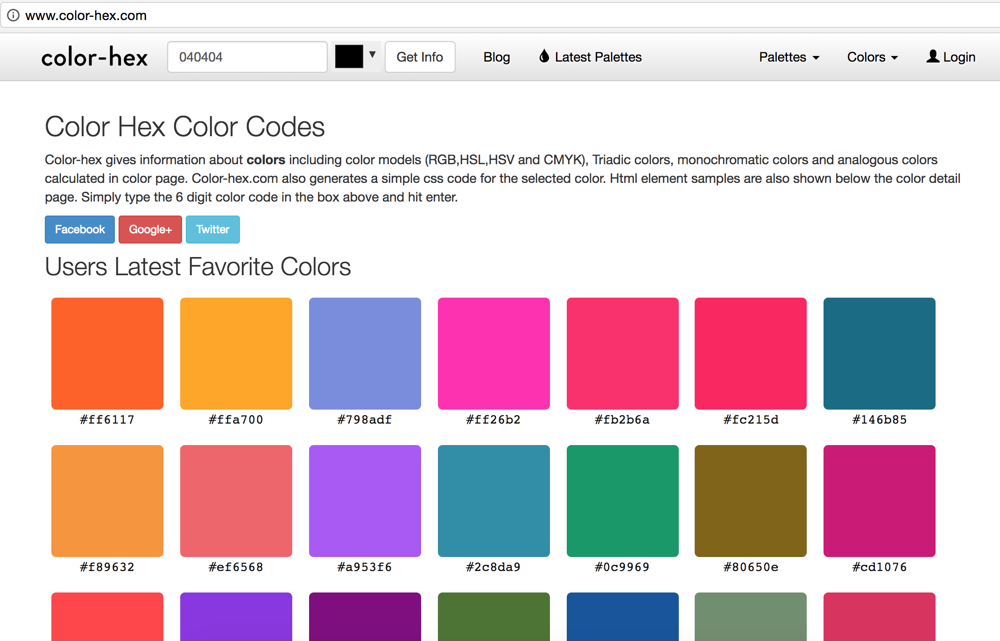 www.color-hex.com
color-hex 040404 Get Info Blog Latest Palettes Palettes Colors Login
Color Hex Color Codes
Color-hex gives information about colors including color models (RGB,HSL,HSV and CMYK), Triadic colors, monochromatic colors and analogous colors
calculated in color page. Color-hex.com also generates a simple css code for the selected color. Html element samples are also shown below the color detail
page. Simply type the 6 digit color code in the box above and hit enter.
Facebook Google+ Twitter
Users Latest Favorite Colors
#ff6117 #ffa700 #798adf #ff26b2 #fb2b6a #fc215d #146b85
#f89632 #ef6568 #a953f6 #2c8da9 #0c9969 #80650e #cd1076